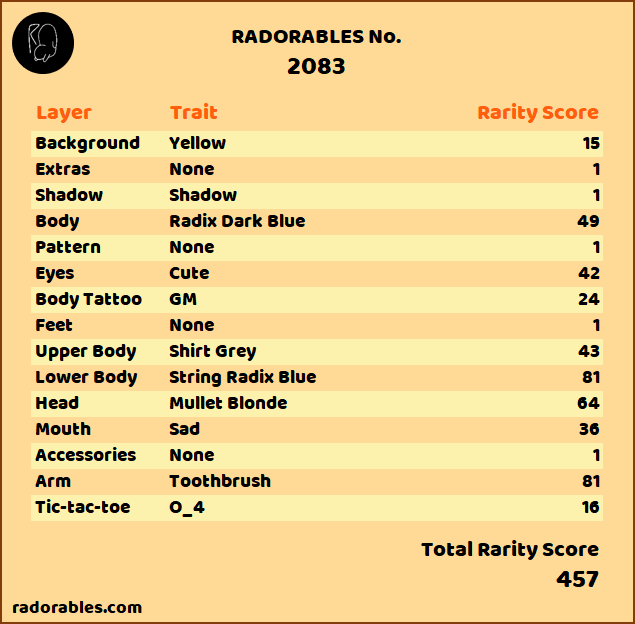 RADORABLES No.
2083
Layer Trait Rarity Score
Background Yellow 15
Extras None 1
Shadow Shadow 1
Body Radix Dark Blue 49
Pattern None 1
Eyes Cute 42
Body Tattoo GM 24
Feet None 1
Upper Body Shirt Grey 43
Lower Body String Radix Blue 81
Head Mullet Blonde 64
Mouth Sad 36
Accessories None 1
Arm Toothbrush 81
Tic-tac-toe O_4 16
Total Rarity Score
457
radorables.com